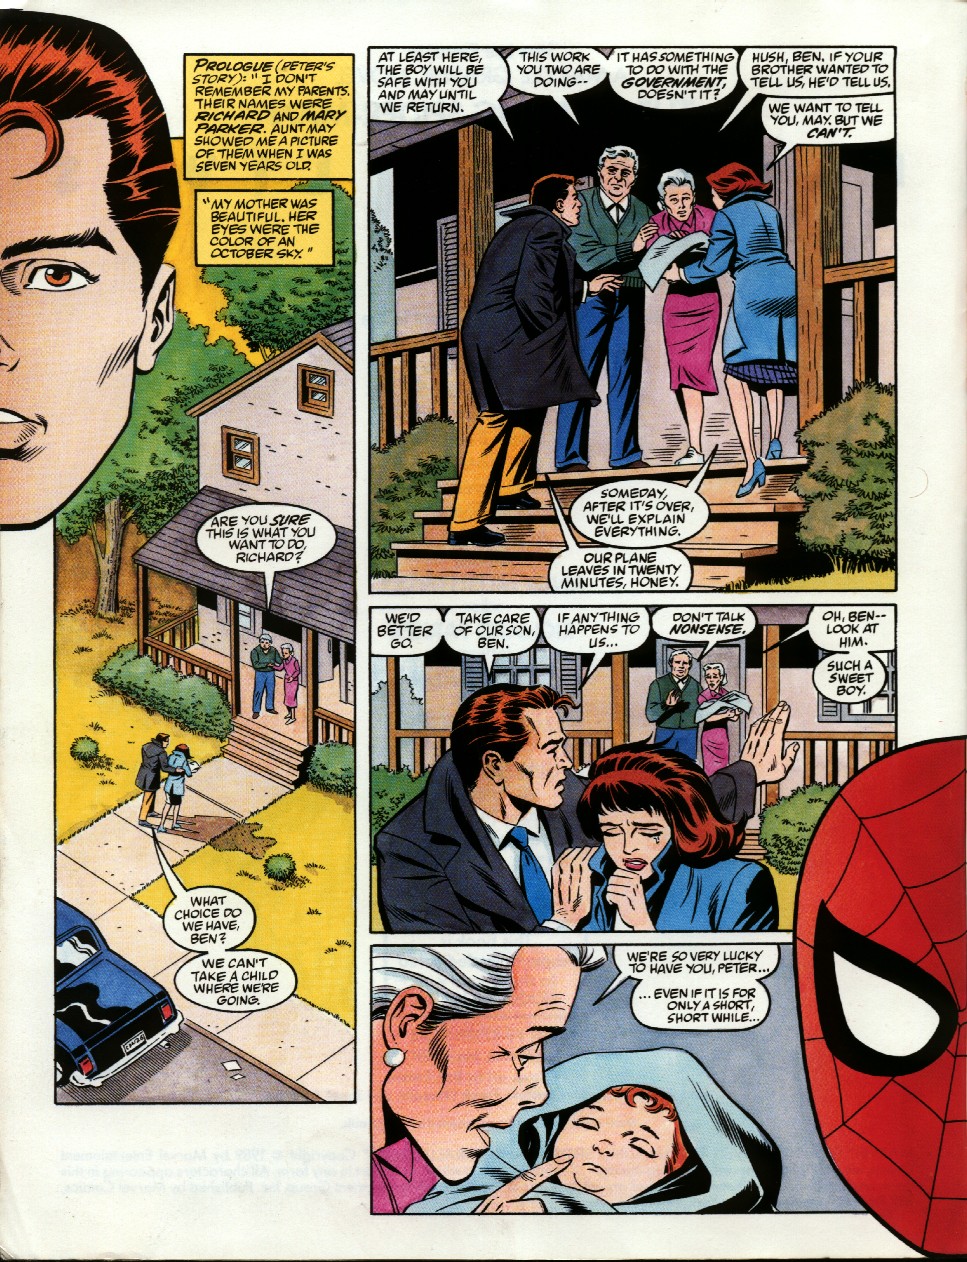 PROLOGUE (PETER'S
STORY): "I DON'T
REMEMBER MY PARENTS.
THEIR NAMES WERE
RICHARD AND MARY
PARKER. AUNT MAY
SHOWED ME A PICTURE
OF THEM WHEN I WAS
SEVEN YEARS OLD.
"MY MOTHER WAS
BEAUTIFUL. HER
EYES WERE THE
COLOR OF AN
OCTOBER SKY."
ARE YOU SURE
THIS IS WHAT YOU
WANT TO DO,
RICHARD?
WHAT
CHOICE DO
WE HAVE,
BEN?
WE CAN'T
TAKE A CHILD
WHERE WE'RE
GOING.
AT LEAST HERE,
THE BOY WILL BE
SAFE WITH YOU
AND MAY UNTIL
WE RETURN.
THIS WORK
YOU TWO ARE
DOING--
IT HAS SOMETHING
TO DO WITH THE
GOVERNMENT,
DOESN'T IT?
HUSH, BEN. IF YOUR
BROTHER WANTED TO
TELL US, HE'D TELL US.
WE WANT TO TELL
YOU, MAY. BUT WE
CAN'T.
SOMEDAY,
AFTER IT'S OVER,
WE'LL EXPLAIN
EVERYTHING.
OUR PLANE
LEAVES IN TWENTY
MINUTES, HONEY.
WE'D
BETTER
GO.
TAKE CARE
OF OUR SON,
BEN.
IF ANYTHING
HAPPENS TO
US...
DON'T TALK
NONSENSE.
OH, BEN--
LOOK AT
HIM.
SUCH A
SWEET
BOY.
WE'RE SO VERY LUCKY
TO HAVE YOU, PETER...
...EVEN IF IT IS FOR
ONLY A SHORT,
SHORT WHILE...